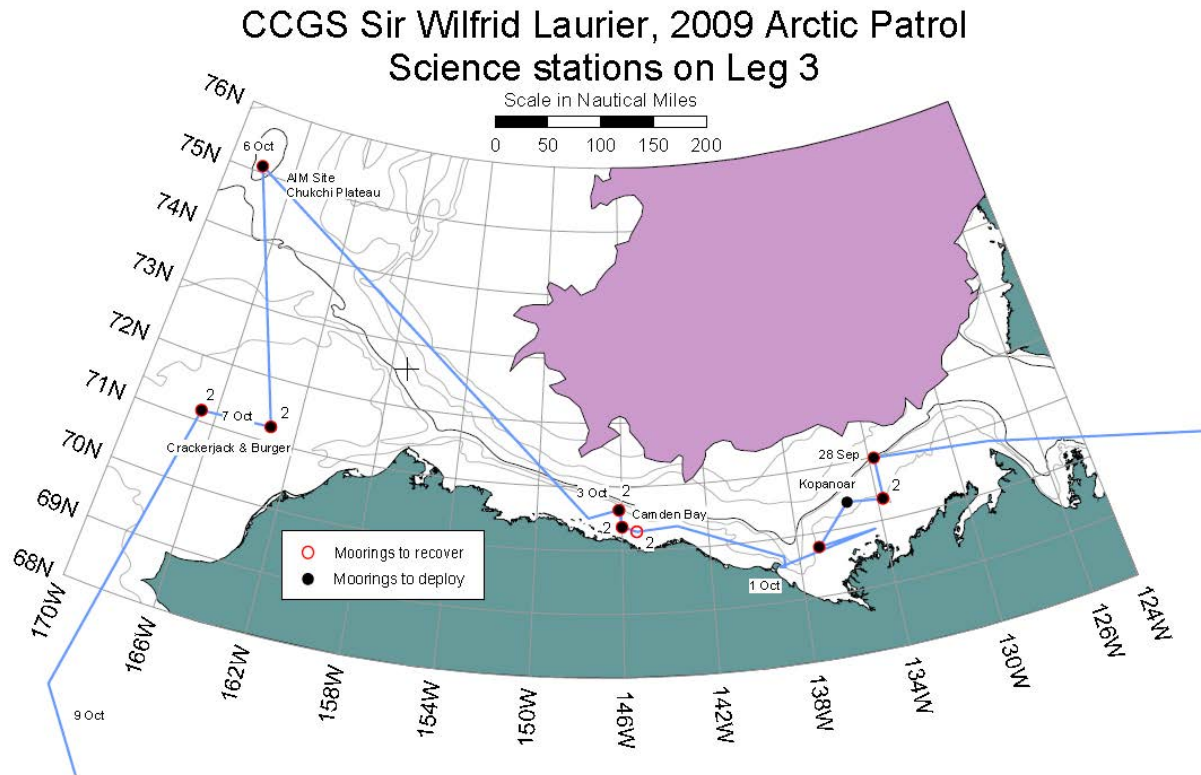 CCGS Sir Wilfrid Laurier, 2009 Arctic Patrol
Science stations on Leg 3
Scale in Nautical Miles
0 50 100 150 200
76N
75N
74N
73N
72N
71N
70N
69N
68N
6 Oct
AIM Site
Chukchi Plateau
2
7 Oct
2
Crackerjack & Burger
28 Sep
Kopanoar
2
3 Oct
2
Camden Bay
2
2
1 Oct
Moorings to recover
Moorings to deploy
9 Oct
170W
166W
162W
158W
154W
150W
146W
142W
138W
134W
130W
126W
124W